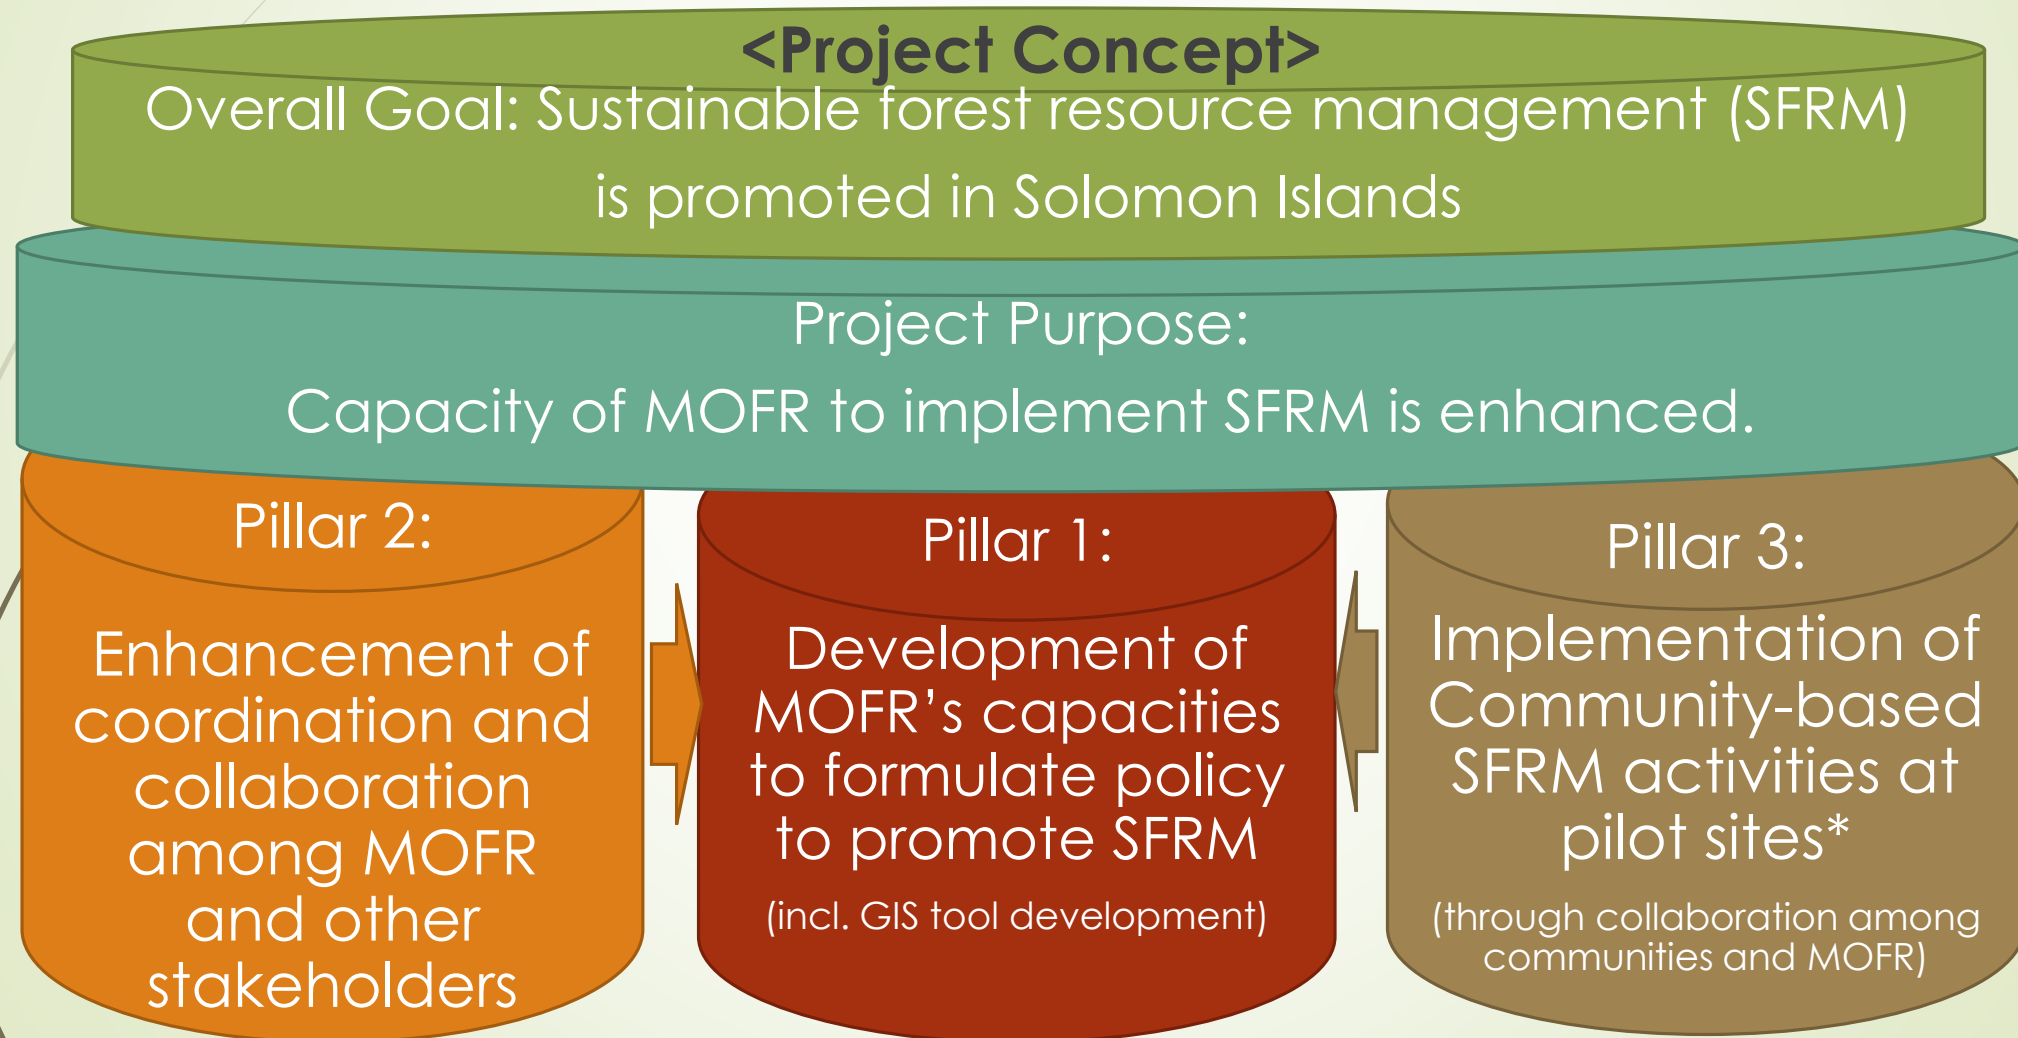 <Project Concept>
Overall Goal: Sustainable forest resource management (SFRM)
is promoted in Solomon Islands
Project Purpose:
Capacity of MOFR to implement SFRM is enhanced.
Pillar 2:
Enhancement of
coordination and
collaboration
among MOFR
and other
stakeholders
Pillar 1:
Development of
MOFR’s capacities
to formulate policy
to promote SFRM
(incl. GIS tool development)
Pillar 3:
Implementation of
Community-based
SFRM activities at
pilot sites*
(through collaboration among
communities and MOFR)